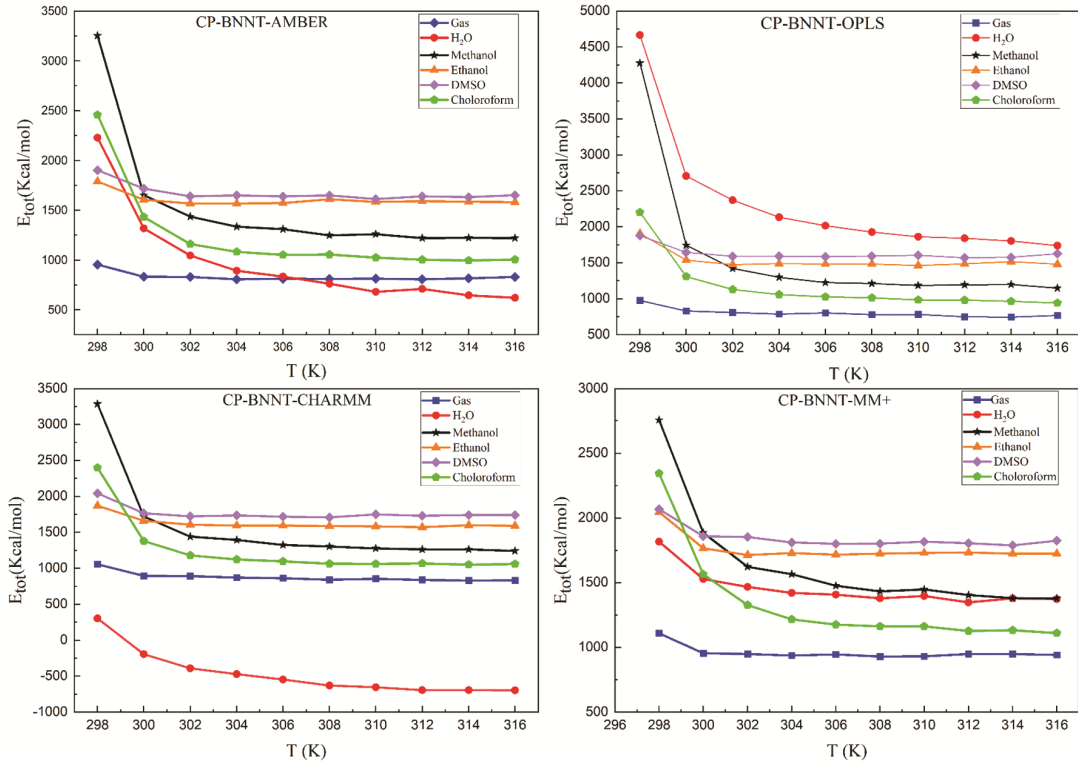 CP-BNNT-AMBER
Gas
H₂O
Methanol
Ethanol
DMSO
Choloroform
3500
3000
2500
2000
1500
1000
500
Etot(Kcal/mol)
298 300 302 304 306 308 310 312 314 316
T (K)
CP-BNNT-OPLS
Gas
H₂O
Methanol
Ethanol
DMSO
Choloroform
5000
4500
4000
3500
3000
2500
2000
1500
1000
500
Etot(Kcal/mol)
298 300 302 304 306 308 310 312 314 316
T (K)
CP-BNNT-CHARMM
Gas
H₂O
Methanol
Ethanol
DMSO
Choloroform
3500
3000
2500
2000
1500
1000
500
0
-500
-1000
Etot(Kcal/mol)
298 300 302 304 306 308 310 312 314 316
T (K)
CP-BNNT-MM+
Gas
H₂O
Methanol
Ethanol
DMSO
Choloroform
3000
2500
2000
1500
1000
500
Etot(Kcal/mol)
296 298 300 302 304 306 308 310 312 314 316
T (K)